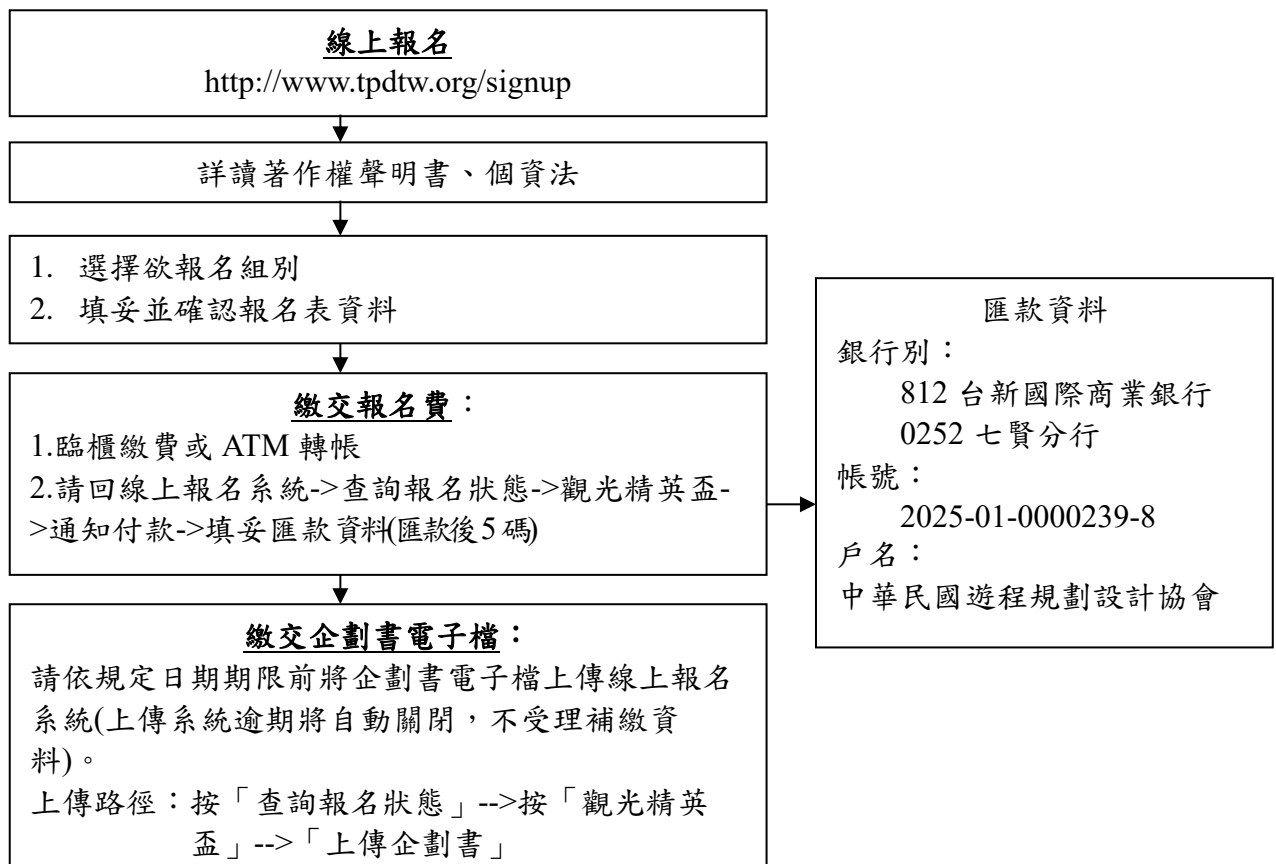 線上報名
http://www.tpdtw.org/signup
詳讀著作權聲明書、個資法
1. 選擇欲報名組別
2. 填妥並確認報名表資料
繳交報名費：
1.臨櫃繳費或 ATM 轉帳
2.請回線上報名系統->查詢報名狀態->觀光精英盃-
>通知付款->填妥匯款資料(匯款後5碼)
匯款資料
銀行別：
812 台新國際商業銀行
0252 七賢分行
帳號：
2025-01-0000239-8
戶名：
中華民國遊程規劃設計協會
繳交企劃書電子檔：
請依規定日期期限前將企劃書電子檔上傳線上報名
系統(上傳系統逾期將自動關閉，不受理補繳資
料)。
上傳路徑：按「查詢報名狀態」-->按「觀光精英
盃」-->「上傳企劃書」